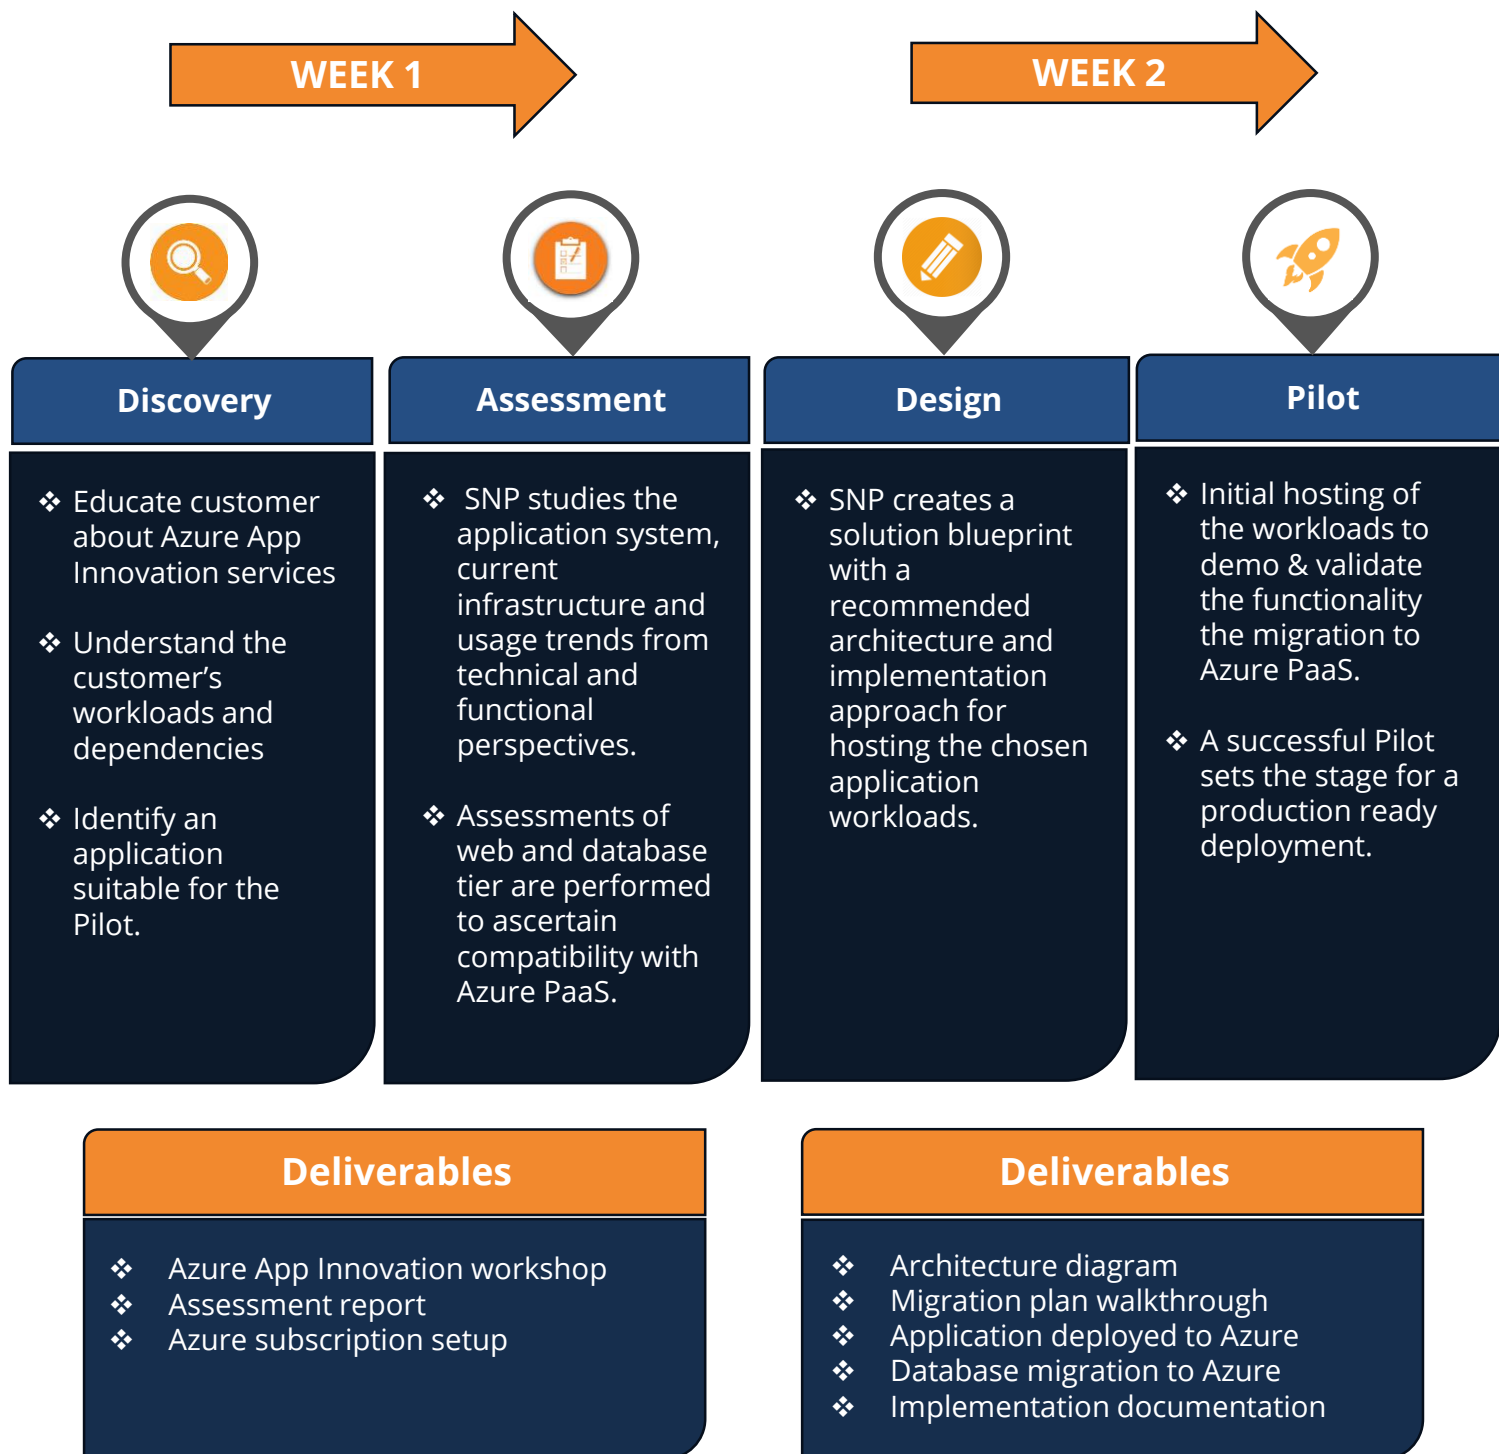 WEEK 1
WEEK 2
Discovery
❖ Educate customer
about Azure App
Innovation services
❖ Understand the
customer’s
workloads and
dependencies
❖ Identify an
application
suitable for the
Pilot.
Assessment
❖ SNP studies the
application system,
current
infrastructure and
usage trends from
technical and
functional
perspectives.
❖ Assessments of
web and database
tier are performed
to ascertain
compatibility with
Azure PaaS.
Design
❖ SNP creates a
solution blueprint
with a
recommended
architecture and
implementation
approach for
hosting the chosen
application
workloads.
Pilot
❖ Initial hosting of
the workloads to
demo & validate
the functionality
the migration to
Azure PaaS.
❖ A successful Pilot
sets the stage for a
production ready
deployment.
Deliverables
❖ Azure App Innovation workshop
❖ Assessment report
❖ Azure subscription setup
Deliverables
❖ Architecture diagram
❖ Migration plan walkthrough
❖ Application deployed to Azure
❖ Database migration to Azure
❖ Implementation documentation